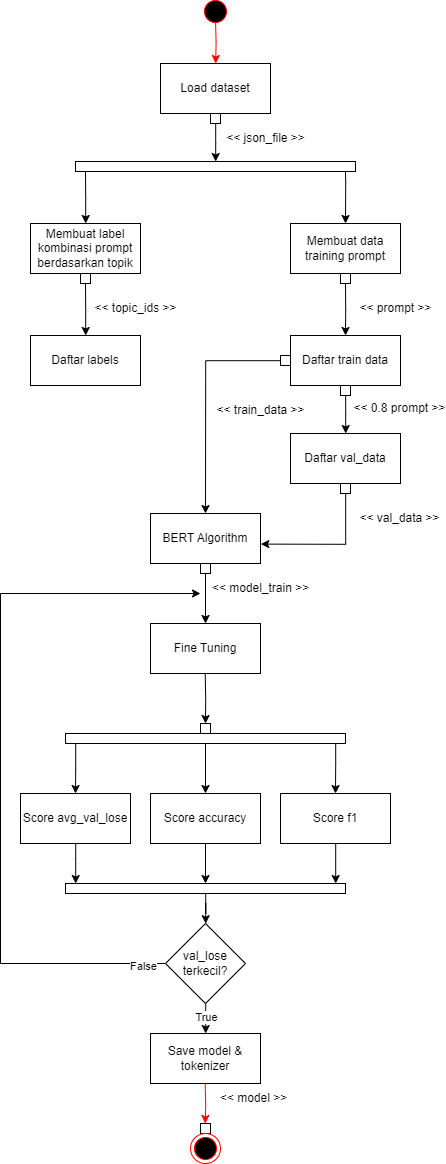 Load dataset
<< json_file >>
Membuat label
kombinasi prompt
berdasarkan topik
Membuat data
training prompt
<< topic_ids >>
<< prompt >>
Daftar labels
Daftar train data
<< train_data >>
<< 0.8 prompt >>
Daftar val_data
<< val_data >>
BERT Algorithm
<< model_train >>
Fine Tuning
Score avg_val_lose
Score accuracy
Score f1
val_lose
terkecil?
False
True
Save model &
tokenizer
<< model >>